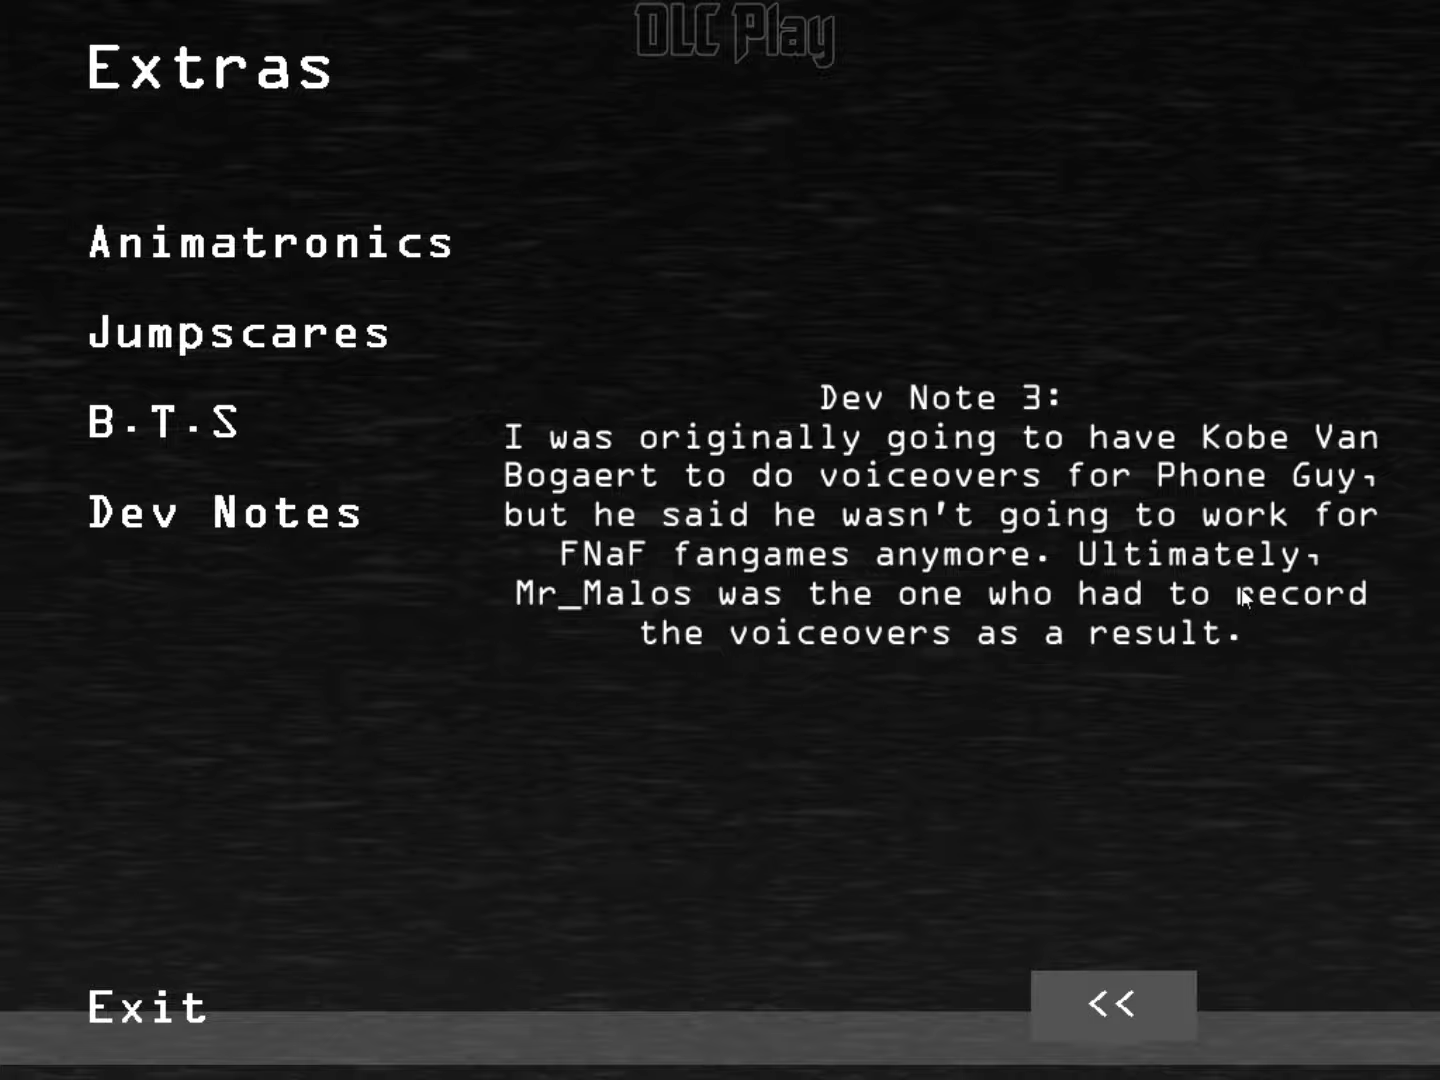 DLC Play
Extras
Animatronics
Jumpscares
B.T.S
Dev Notes
Dev Note 3:
I was originally going to have Kobe Van
Bogaert to do voiceovers for Phone Guy,
but he said he wasn't going to work for
FNaF fangames anymore. Ultimately,
Mr_Malos was the one who had to record
the voiceovers as a result.
Exit
<<